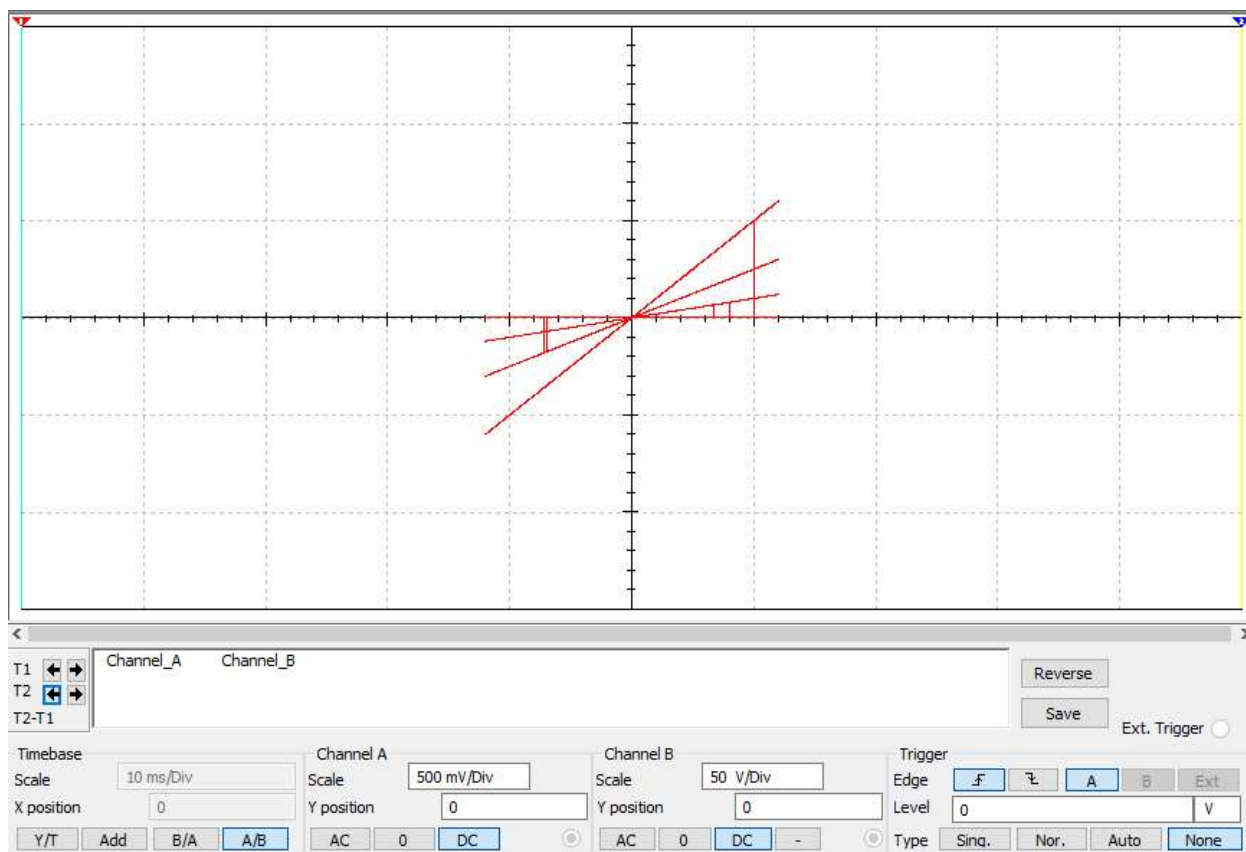 1 2
T1 Channel_A Channel_B Reverse
T2
T2-T1 Save Ext. Trigger
Timebase Channel A Channel B Trigger
Scale 10 ms/Div Scale 500 mV/Div Scale 50 V/Div Edge A B Ext
X position 0 Y position 0 Y position 0 Level 0 V
Y/T Add B/A A/B AC 0 DC AC 0 DC - Type Sing. Nor. Auto None